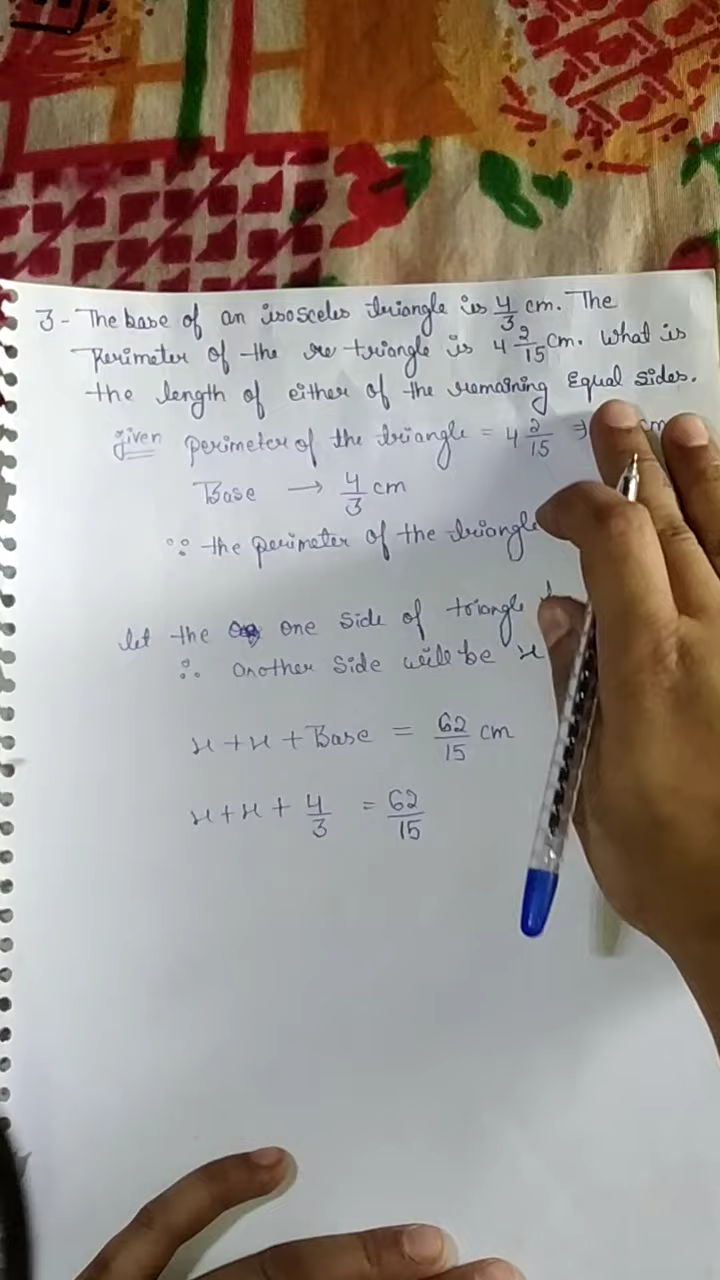 3- The base of an isosceles triangle is 4/3 cm. The
Perimeter of the re triangle is 4 2/15 cm. What is
the length of either of the remaining Equal sides.
given perimeter of the triangle = 4 2/15 ⇒ cm
Base → 4/3 cm
∵ the perimeter of the triangle
let the one side of triangle
∴ another side will be x
x + x + Base = 62/15 cm
x + x + 4/3 = 62/15